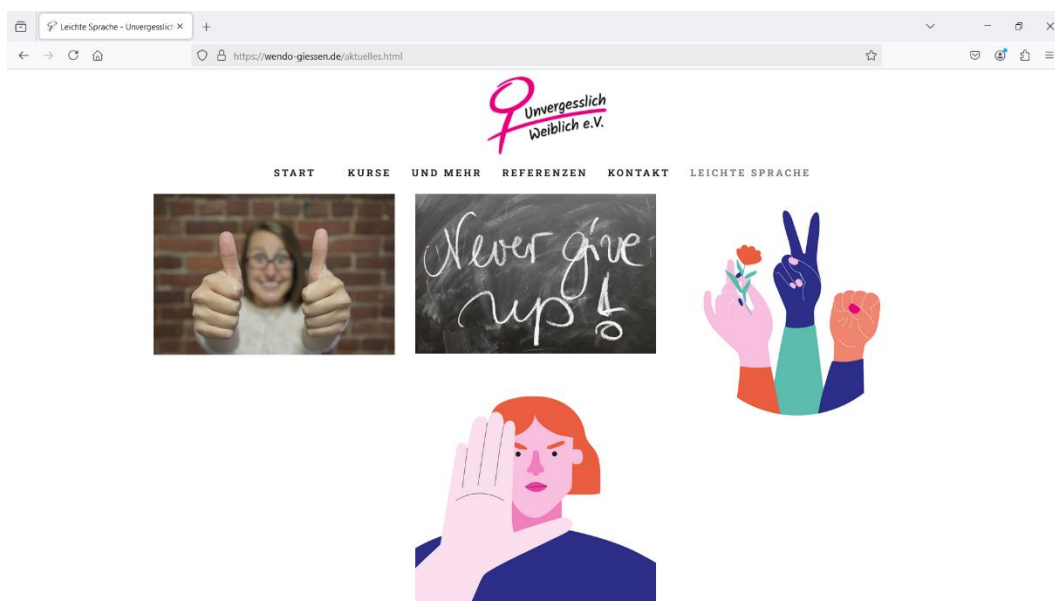 Leichte Sprache - Unvergesslich
https://wendo-giessen.de/aktuelles.html
Unvergesslich
Weiblich e.V.
START KURSE UND MEHR REFERENZEN KONTAKT LEICHTE SPRACHE
Never give
up!